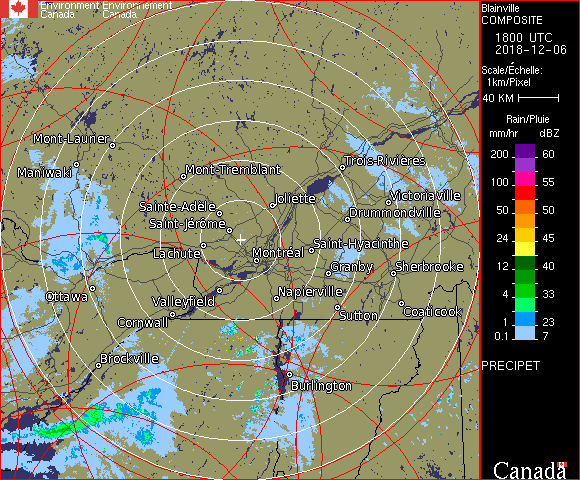 Environment Environnement
Canada Canada
Blainville
COMPOSITE
1800 UTC
2018-12-06
Scale/Échelle:
1km/Pixel
40 KM
Rain/Pluie
mm/hr dBZ
200 60
100 55
50 50
24 45
12 40
4 33
1 23
0.1 7
PRECIPET
Canada
Mont-Laurier
Maniwaki
Mont-Tremblant
Trois-Rivières
Sainte-Adèle
Joliette
Victoriaville
Drummondville
Saint-Jérôme
Saint-Hyacinthe
Lachute
Montréal
Granby
Sherbrooke
Ottawa
Valleyfield
Napierville
Cornwall
Sutton
Coaticook
Brockville
Burlington